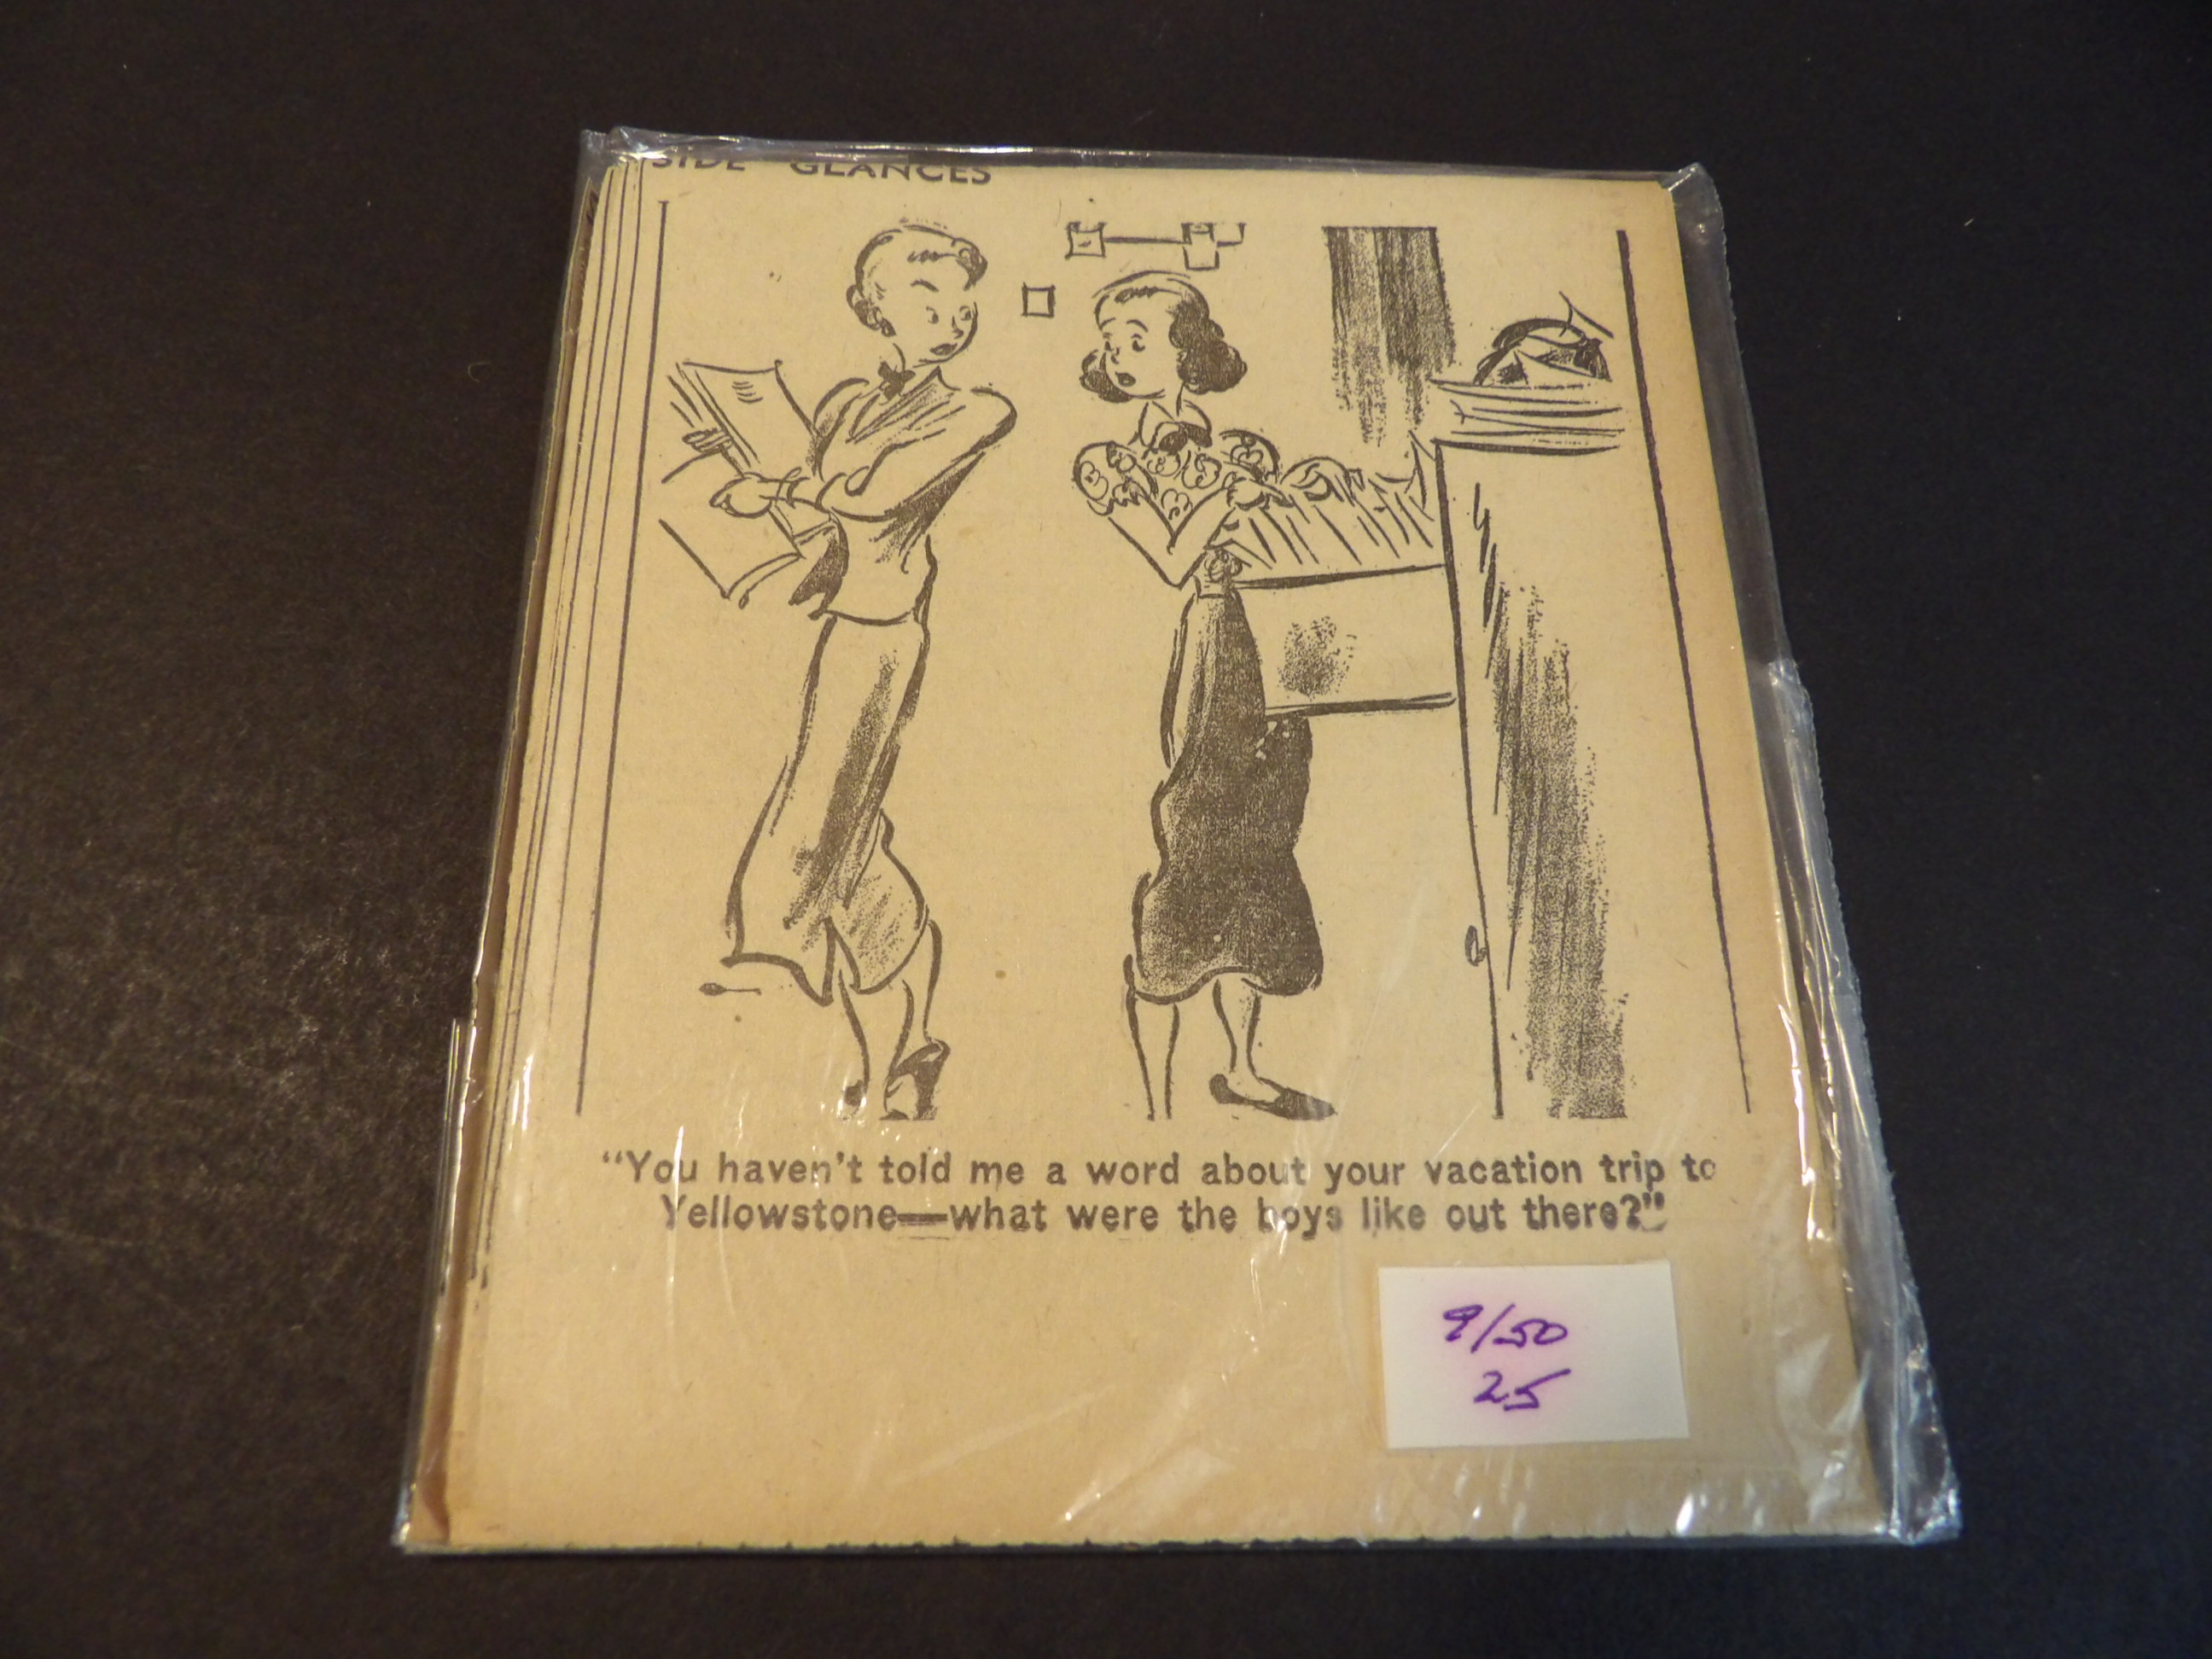 SIDE GLANCES
"You haven't told me a word about your vacation trip to
Yellowstone—what were the boys like out there?"
9/50
25